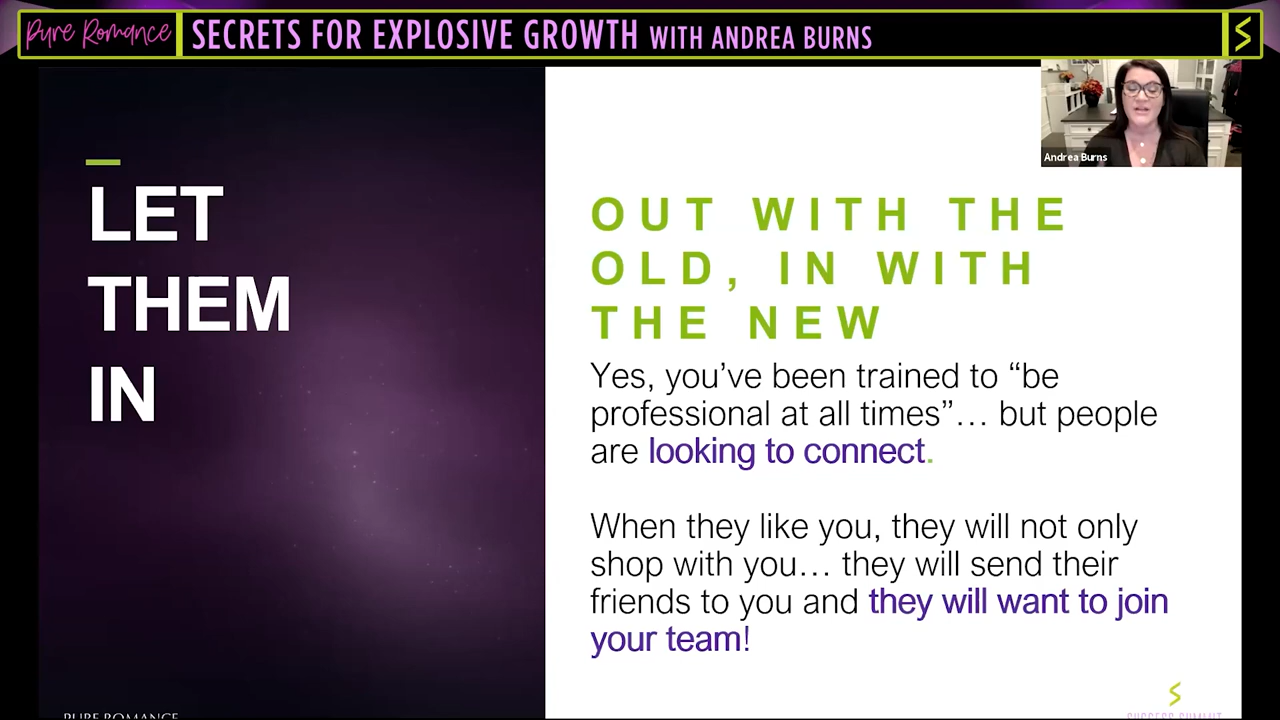 Pure Romance
SECRETS FOR EXPLOSIVE GROWTH WITH ANDREA BURNS
Andrea Burns
LET
THEM
IN
OUT WITH THE
OLD, IN WITH
THE NEW
Yes, you’ve been trained to “be
professional at all times”… but people
are looking to connect.
When they like you, they will not only
shop with you… they will send their
friends to you and they will want to join
your team!
PURE ROMANCE
SUCCESS SUMMIT